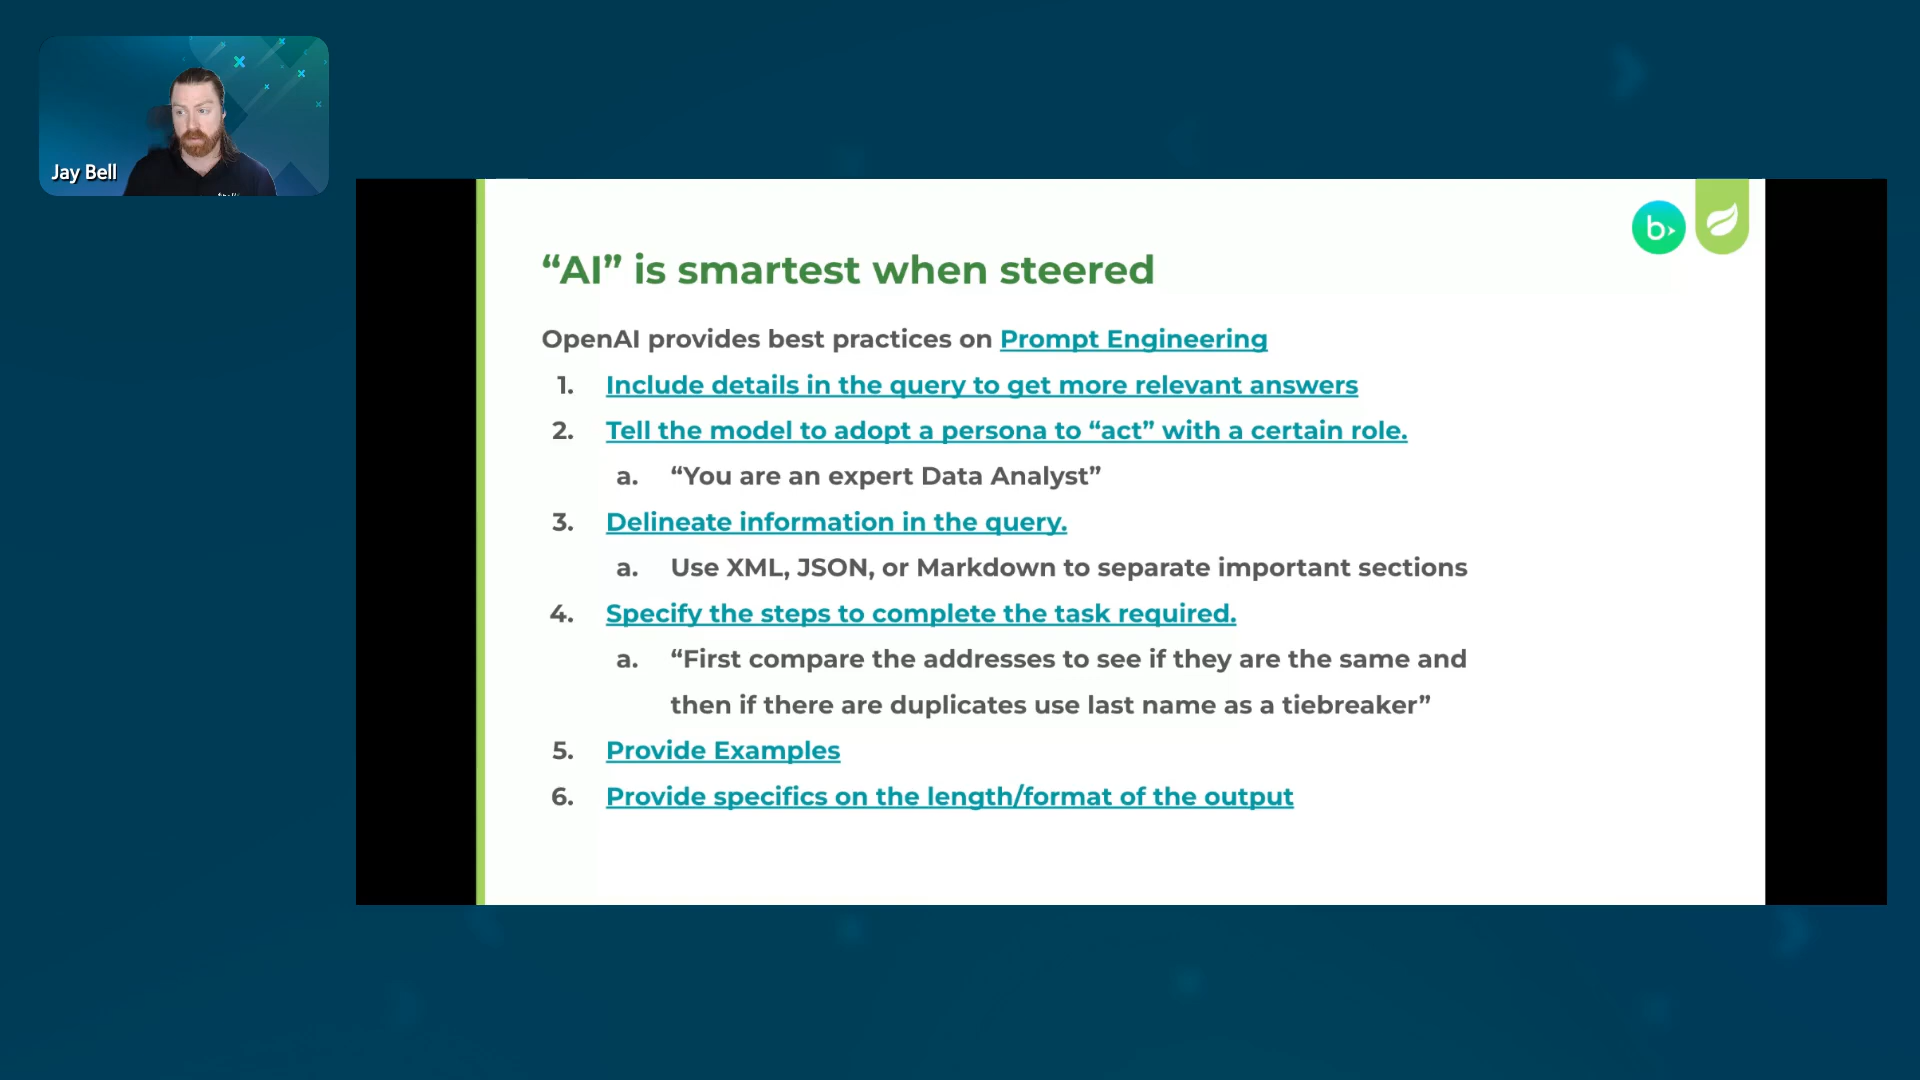 Jay Bell
b
“AI” is smartest when steered
OpenAI provides best practices on Prompt Engineering
1. Include details in the query to get more relevant answers
2. Tell the model to adopt a persona to “act” with a certain role.
a. “You are an expert Data Analyst”
3. Delineate information in the query.
a. Use XML, JSON, or Markdown to separate important sections
4. Specify the steps to complete the task required.
a. “First compare the addresses to see if they are the same and
then if there are duplicates use last name as a tiebreaker”
5. Provide Examples
6. Provide specifics on the length/format of the output